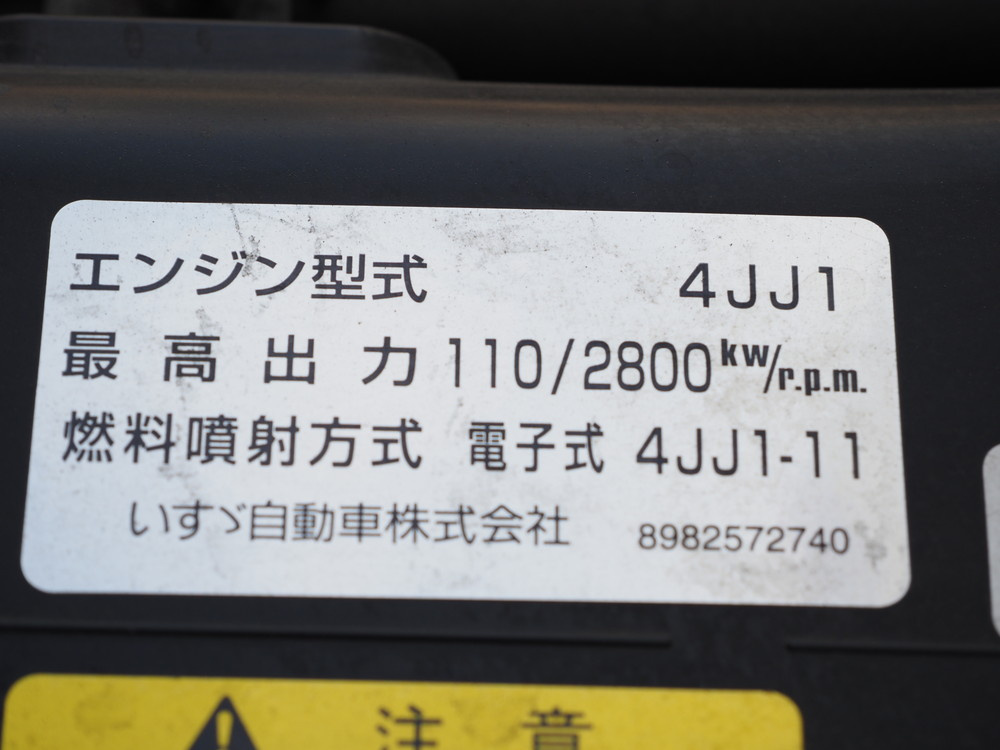 エンジン型式 4JJ1
最高出力 110/2800kw/r.p.m.
燃料噴射方式 電子式 4JJ1-11
いすゞ自動車株式会社 8982572740
注意